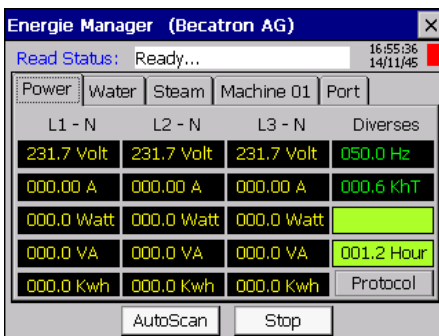 Energie Manager (Becatron AG)
Read Status: Ready... 16:55:36
14/11/45
Power Water Steam Machine 01 Port
L1 - N L2 - N L3 - N Diverses
231.7 Volt 231.7 Volt 231.7 Volt 050.0 Hz
000.00 A 000.00 A 000.00 A 000.6 KhT
000.0 Watt 000.0 Watt 000.0 Watt
000.0 VA 000.0 VA 000.0 VA 001.2 Hour
000.0 Kwh 000.0 Kwh 000.0 Kwh Protocol
AutoScan Stop